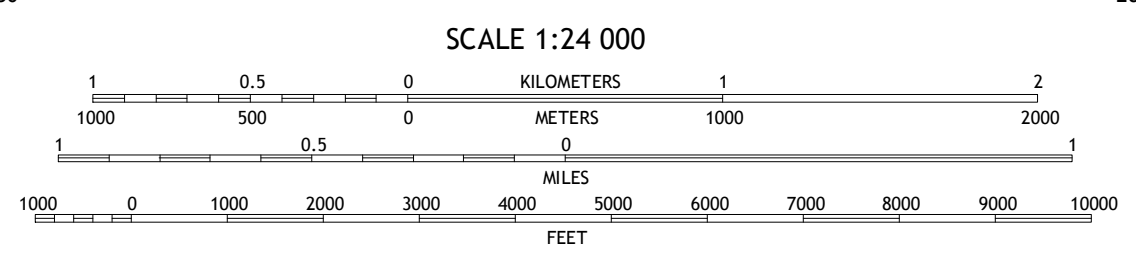 SCALE 1:24 000
1 0.5 0 KILOMETERS 1 2
1000 500 0 METERS 1000 2000
1 0.5 0 1
MILES
1000 0 1000 2000 3000 4000 5000 6000 7000 8000 9000 10000
FEET